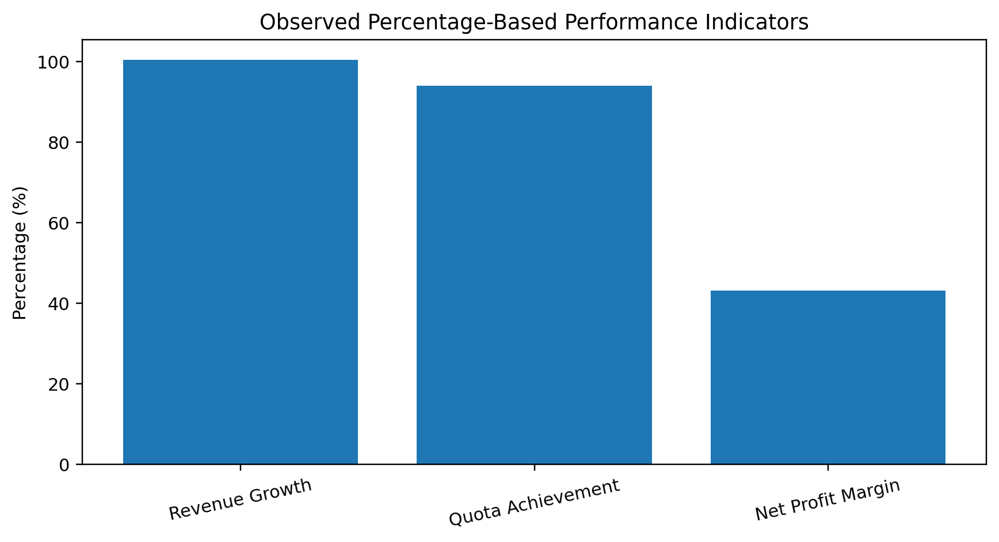 Observed Percentage-Based Performance Indicators
Percentage (%)
100
80
60
40
20
0
Revenue Growth
Quota Achievement
Net Profit Margin